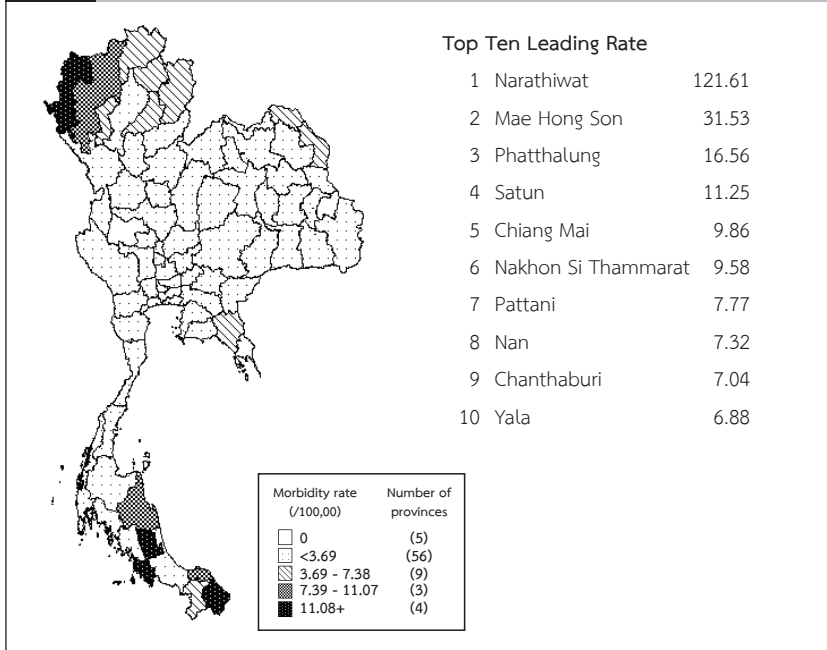 Top Ten Leading Rate
1 Narathiwat 121.61
2 Mae Hong Son 31.53
3 Phatthalung 16.56
4 Satun 11.25
5 Chiang Mai 9.86
6 Nakhon Si Thammarat 9.58
7 Pattani 7.77
8 Nan 7.32
9 Chanthaburi 7.04
10 Yala 6.88
Morbidity rate Number of
(/100,00) provinces
0 (5)
<3.69 (56)
3.69 - 7.38 (9)
7.39 - 11.07 (3)
11.08+ (4)